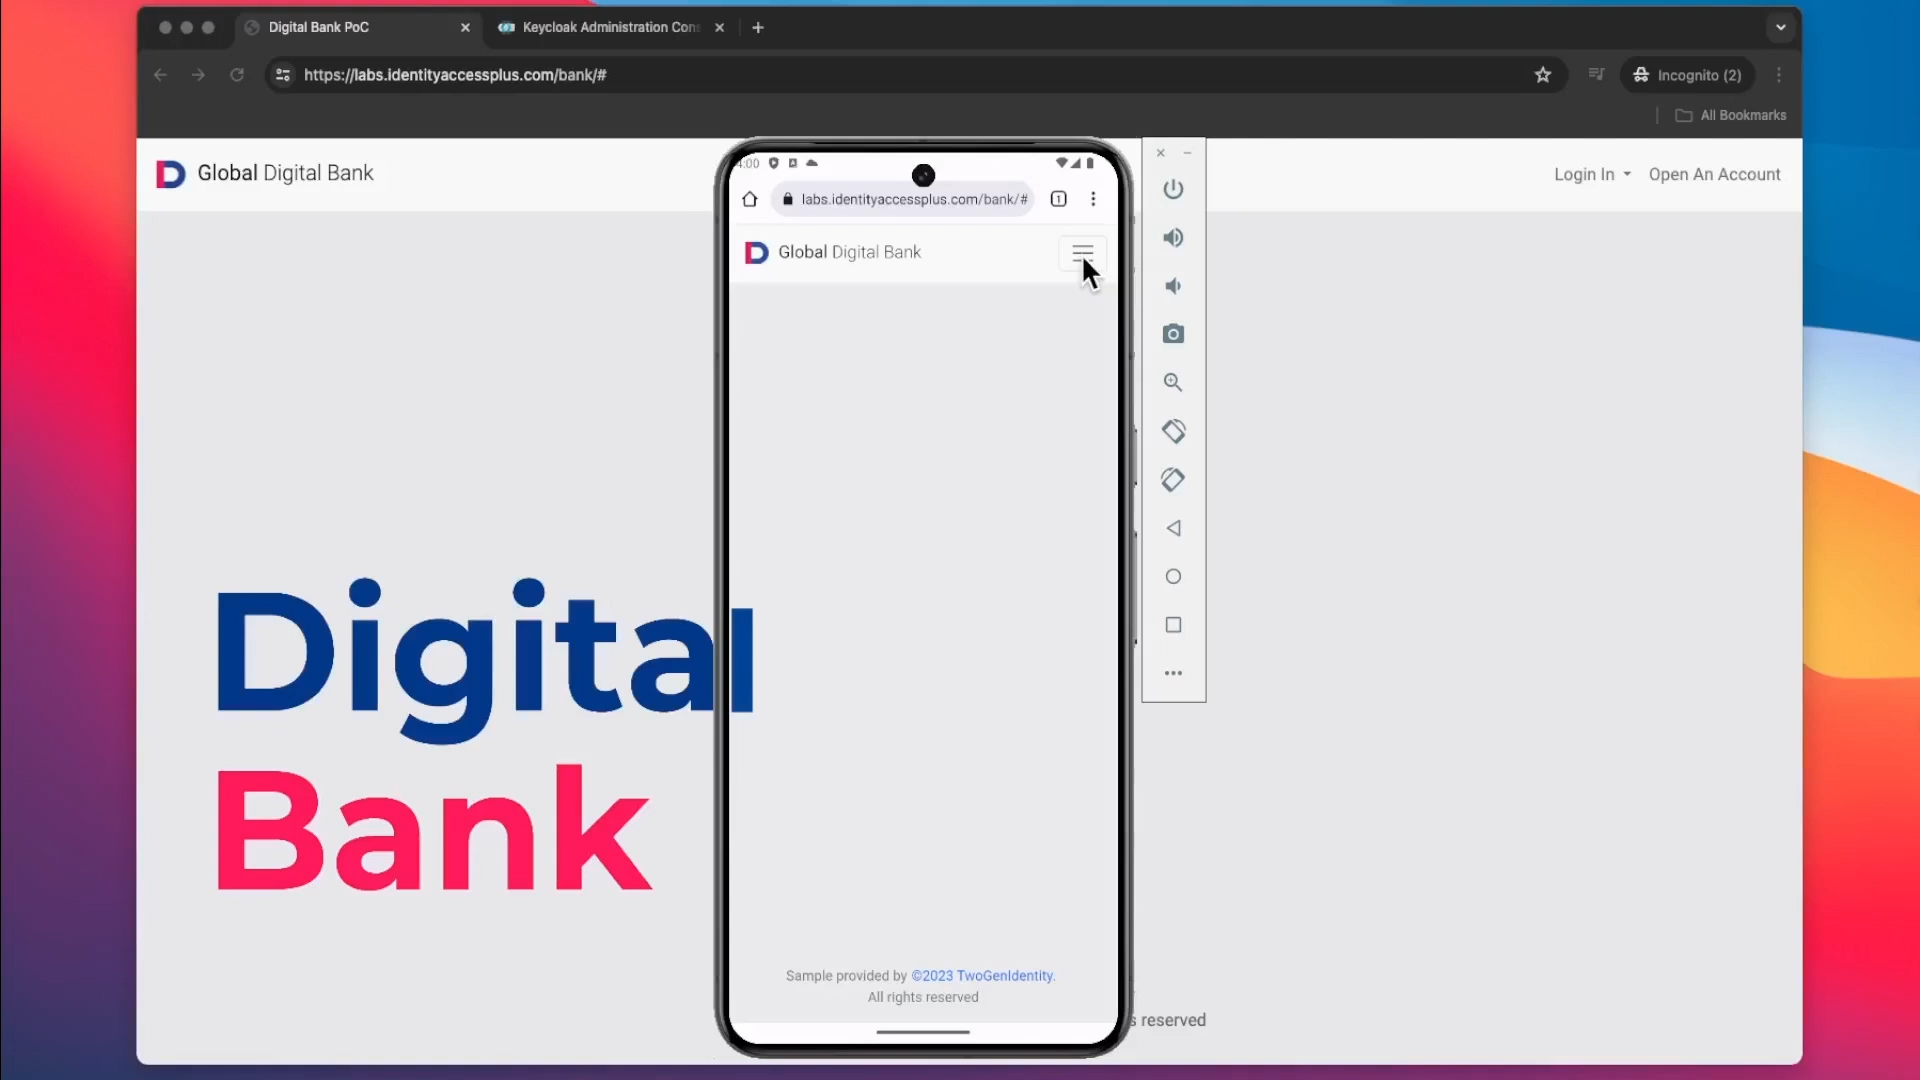 Digital Bank PoC
Keycloak Administration Con
https://labs.identityaccessplus.com/bank/#
Incognito (2)
All Bookmarks
Global Digital Bank
Login In
Open An Account
:00
labs.identityaccessplus.com/bank/#
1
Global Digital Bank
Digital
Bank
Sample provided by ©2023 TwoGenIdentity.
All rights reserved
s reserved